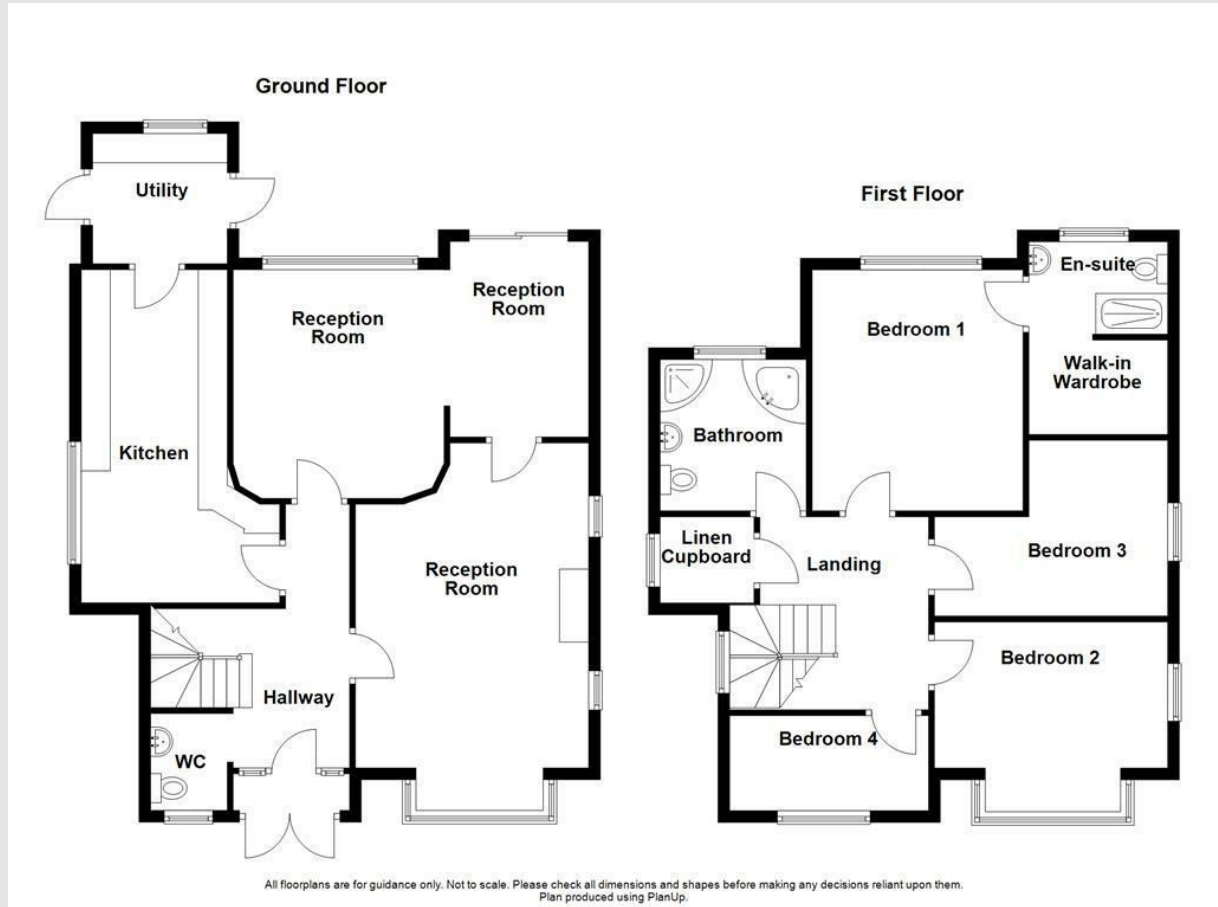 Ground Floor
Utility
Reception
Room
Reception
Room
Kitchen
Reception
Room
Hallway
WC
First Floor
En-suite
Bedroom 1
Walk-in
Wardrobe
Bathroom
Linen
Cupboard
Landing
Bedroom 3
Bedroom 2
Bedroom 4
All floorplans are for guidance only. Not to scale. Please check all dimensions and shapes before making any decisions reliant upon them.
Plan produced using PlanUp.